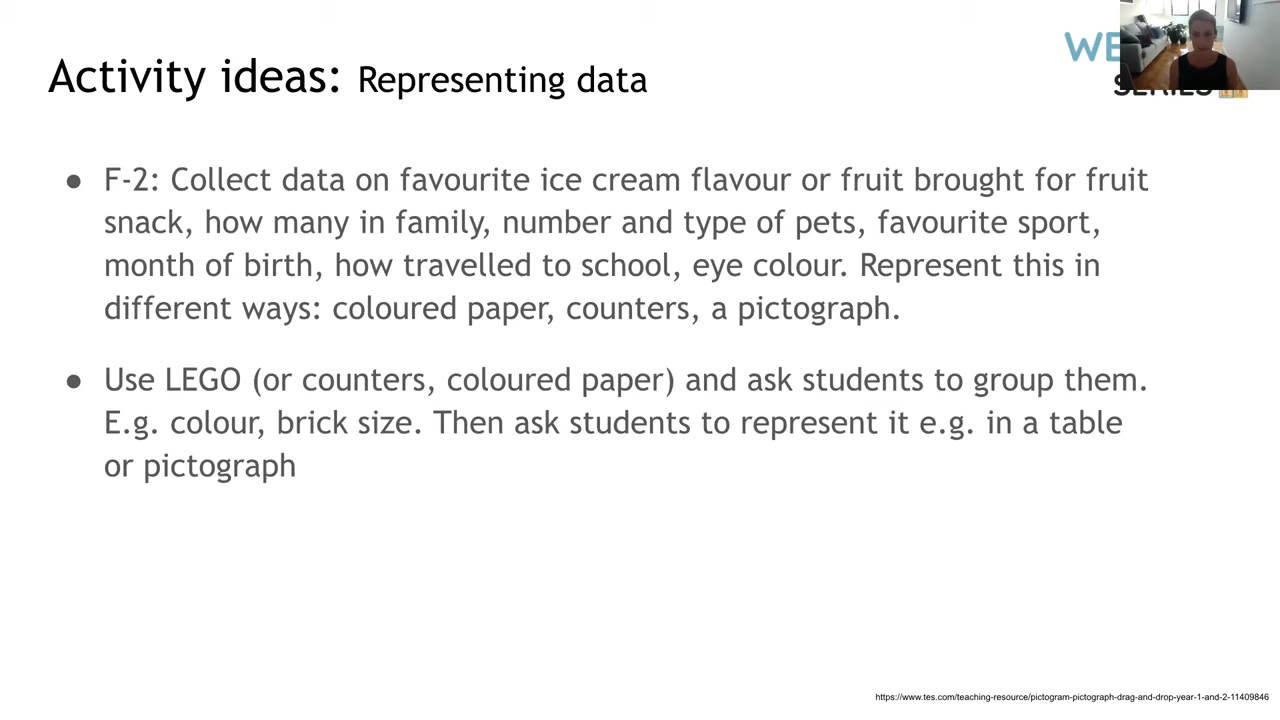 Activity ideas: Representing data
WE
SERIES
● F-2: Collect data on favourite ice cream flavour or fruit brought for fruit
snack, how many in family, number and type of pets, favourite sport,
month of birth, how travelled to school, eye colour. Represent this in
different ways: coloured paper, counters, a pictograph.
● Use LEGO (or counters, coloured paper) and ask students to group them.
E.g. colour, brick size. Then ask students to represent it e.g. in a table
or pictograph
https://www.tes.com/teaching-resource/pictogram-pictograph-drag-and-drop-year-1-and-2-11409846